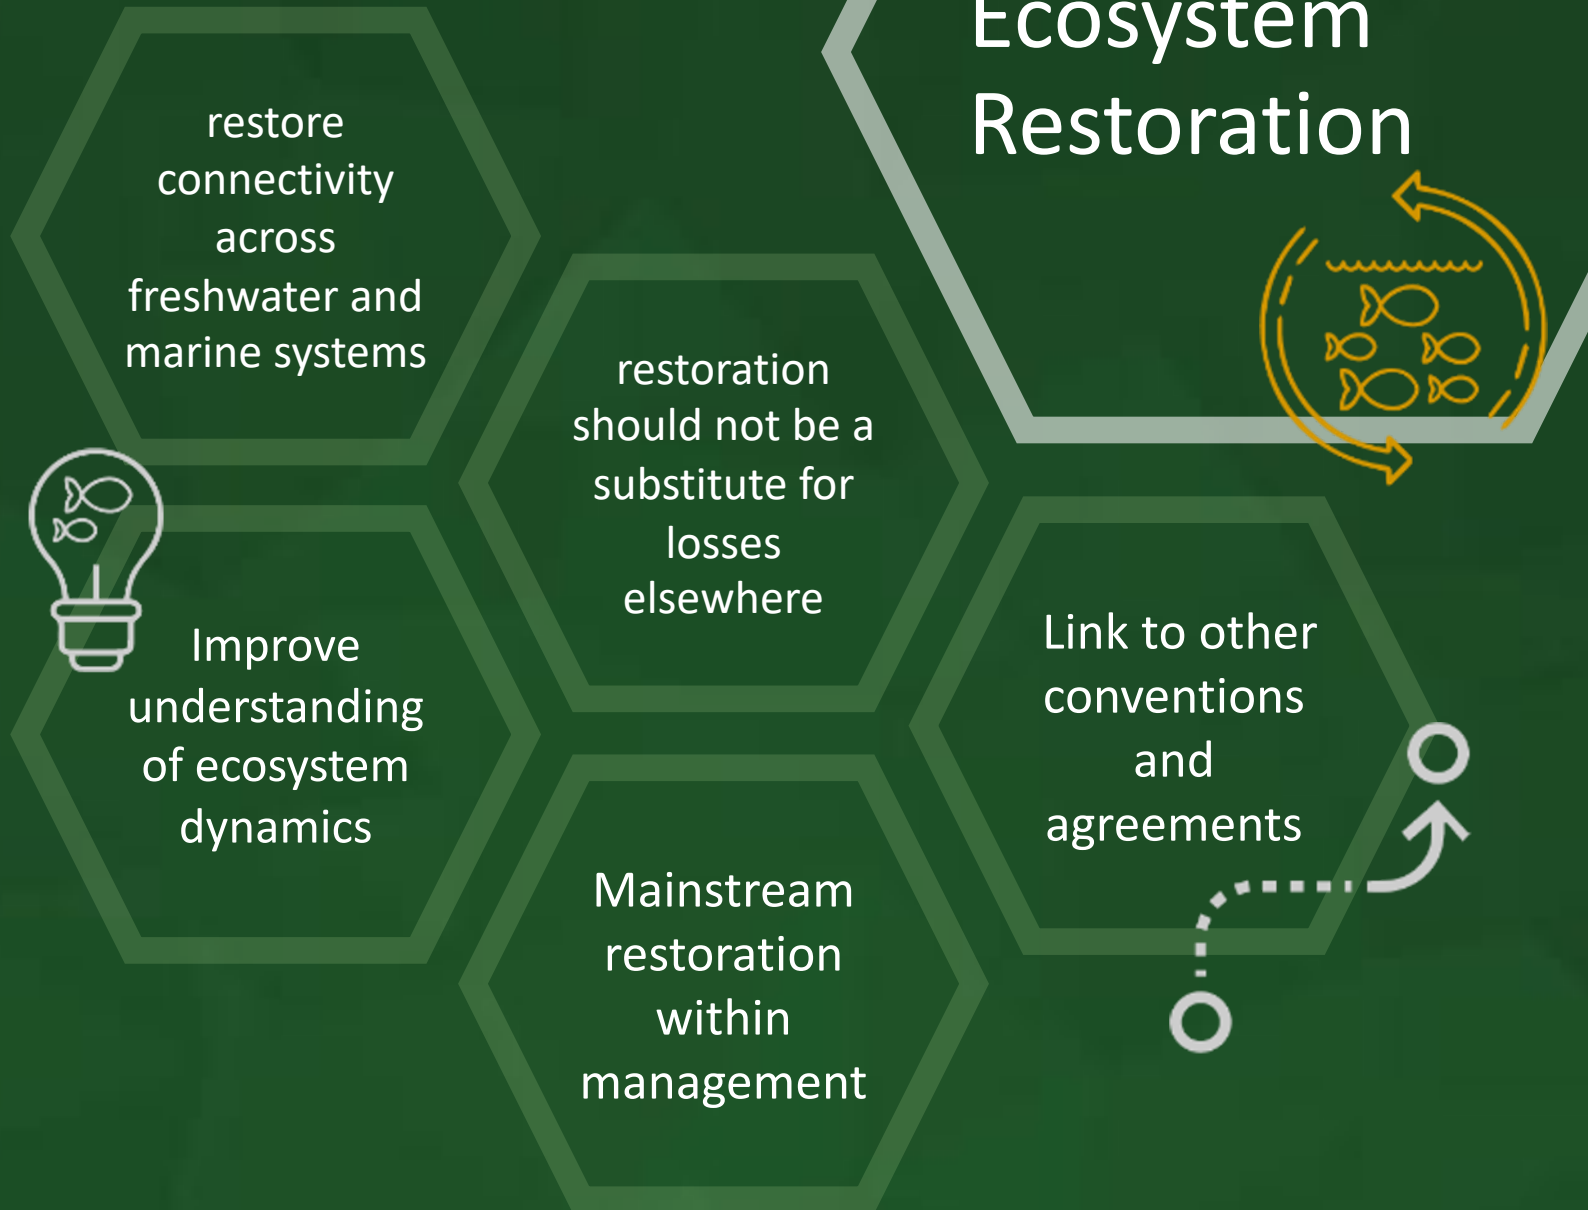 Ecosystem
Restoration
restore
connectivity
across
freshwater and
marine systems
restoration
should not be a
substitute for
losses
elsewhere
Improve
understanding
of ecosystem
dynamics
Link to other
conventions
and
agreements
Mainstream
restoration
within
management